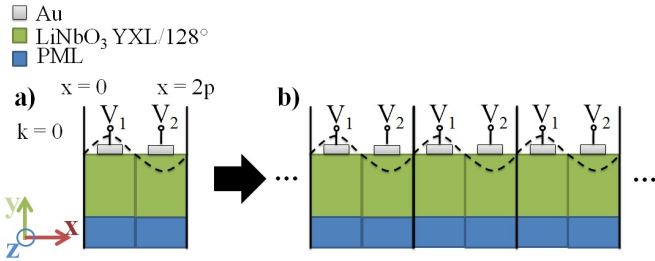 Au
LiNbO₃ YXL/128°
PML
a) x = 0 x = 2p b)
V₁ V₂ V₁ V₂ V₁ V₂ V₁ V₂
k = 0
... ...
y
x
z